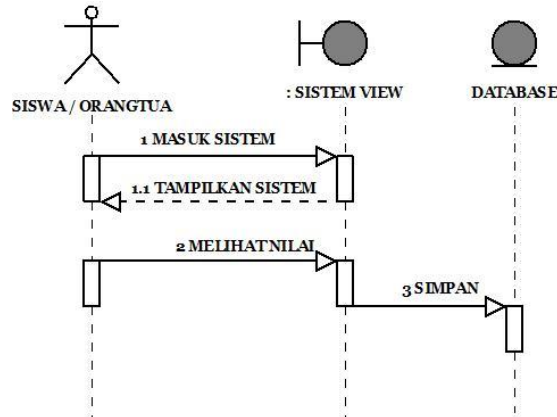 SISWA / ORANGTUA
: SISTEM VIEW
DATABASE
1 MASUK SISTEM
1.1 TAMPILKAN SISTEM
2 MELIHAT NILAI
3 SIMPAN